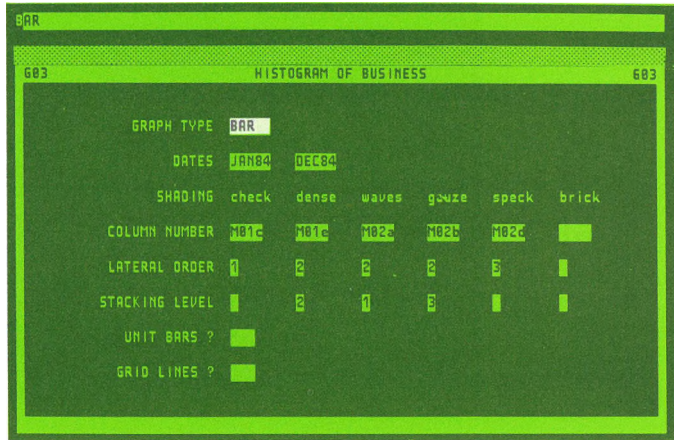 BAR
G03 HISTOGRAM OF BUSINESS G03
GRAPH TYPE BAR
DATES JAN84 DEC84
SHADING check dense waves gauze speck brick
COLUMN NUMBER M01c M01e M02a M02b M02d
LATERAL ORDER 1 2 2 2 3
STACKING LEVEL 2 1 3
UNIT BARS ?
GRID LINES ?